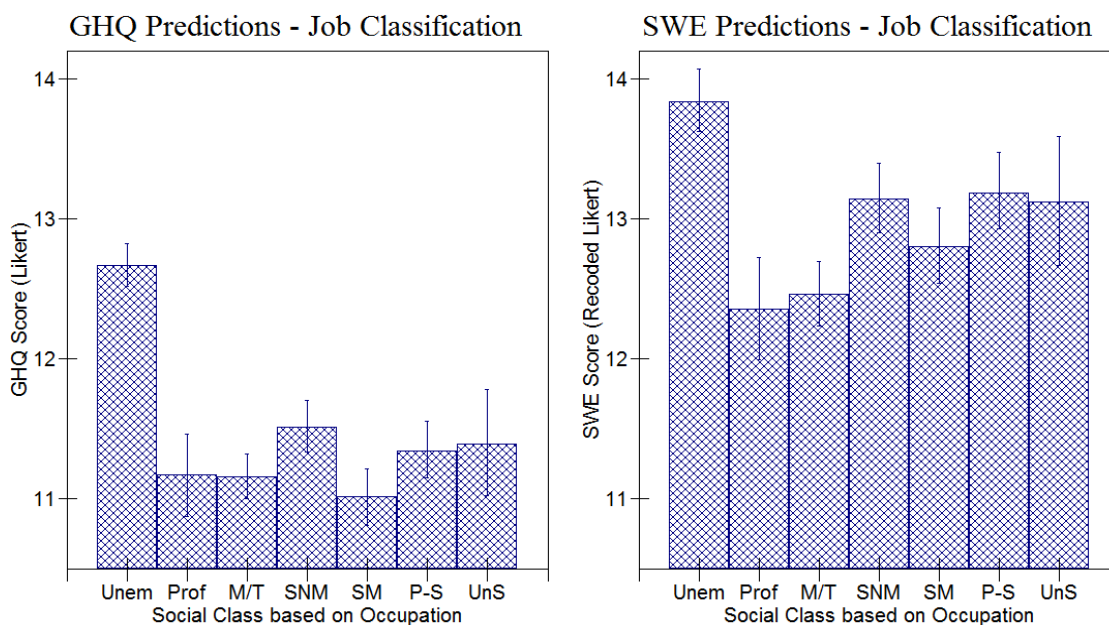 GHQ Predictions - Job Classification
14
13
12
11
GHQ Score (Likert)
Unem Prof M/T SNM SM P-S UnS
Social Class based on Occupation
SWE Predictions - Job Classification
14
13
12
11
SWE Score (Recoded Likert)
Unem Prof M/T SNM SM P-S UnS
Social Class based on Occupation